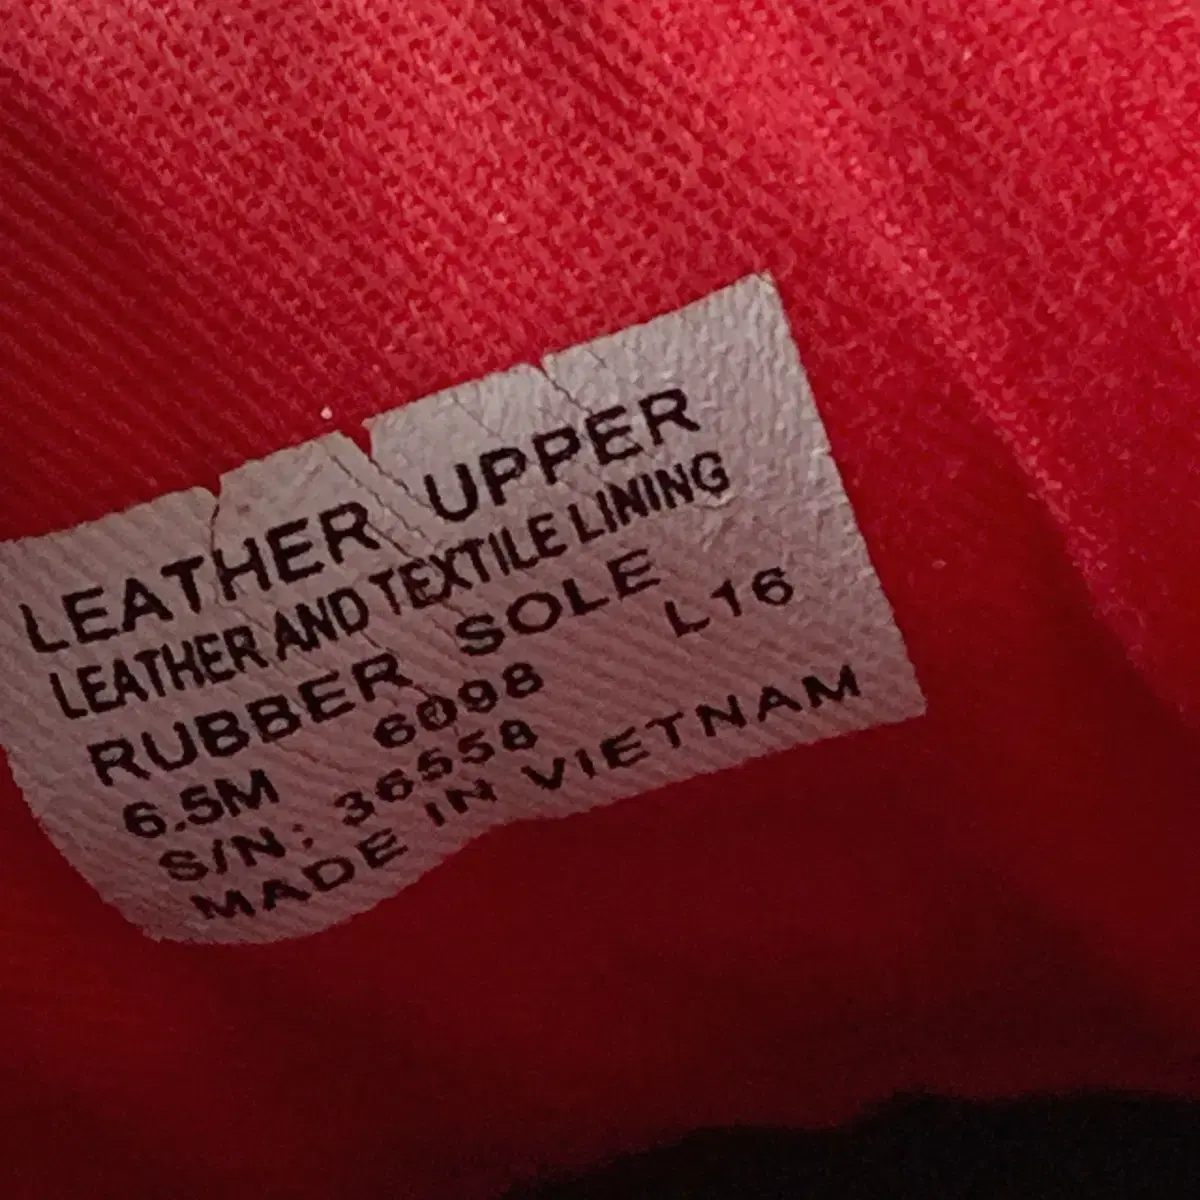 LEATHER UPPER
LEATHER AND TEXTILE LINING
RUBBER SOLE
6.5M 6098 L16
S/N: 36558
MADE IN VIETNAM